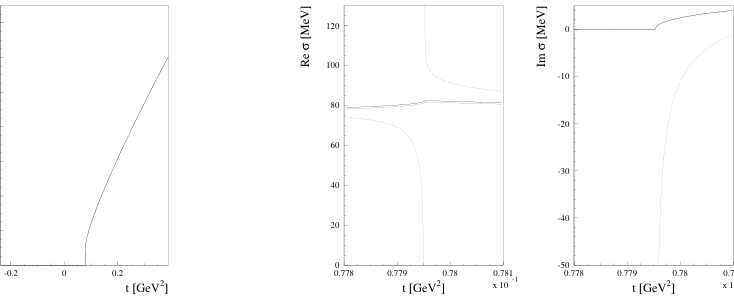 -0.2 0 0.2
t [GeV²]
Re σ [MeV]
120
100
80
60
40
20
0
0.778 0.779 0.78 0.781
x 10⁻¹
t [GeV²]
Im σ [MeV]
0
-10
-20
-30
-40
-50
0.778 0.779 0.78
x 1
t [GeV²]